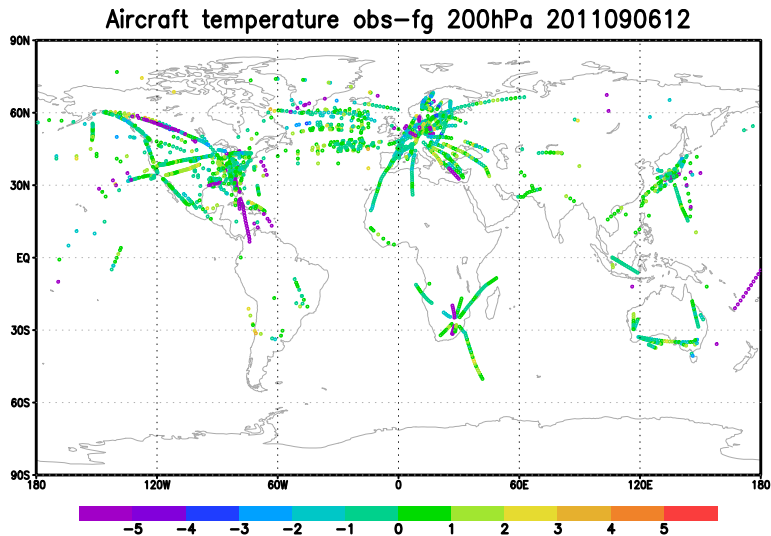 Aircraft temperature obs-fg 200hPa 2011090612
90N
60N
30N
EQ
30S
60S
90S
180 120W 60W 0 60E 120E 180
-5 -4 -3 -2 -1 0 1 2 3 4 5